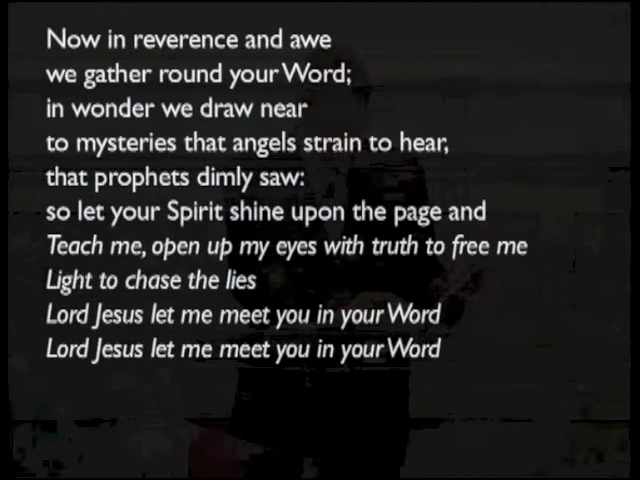 Now in reverence and awe
we gather round your Word;
in wonder we draw near
to mysteries that angels strain to hear,
that prophets dimly saw:
so let your Spirit shine upon the page and
Teach me, open up my eyes with truth to free me
Light to chase the lies
Lord Jesus let me meet you in your Word
Lord Jesus let me meet you in your Word